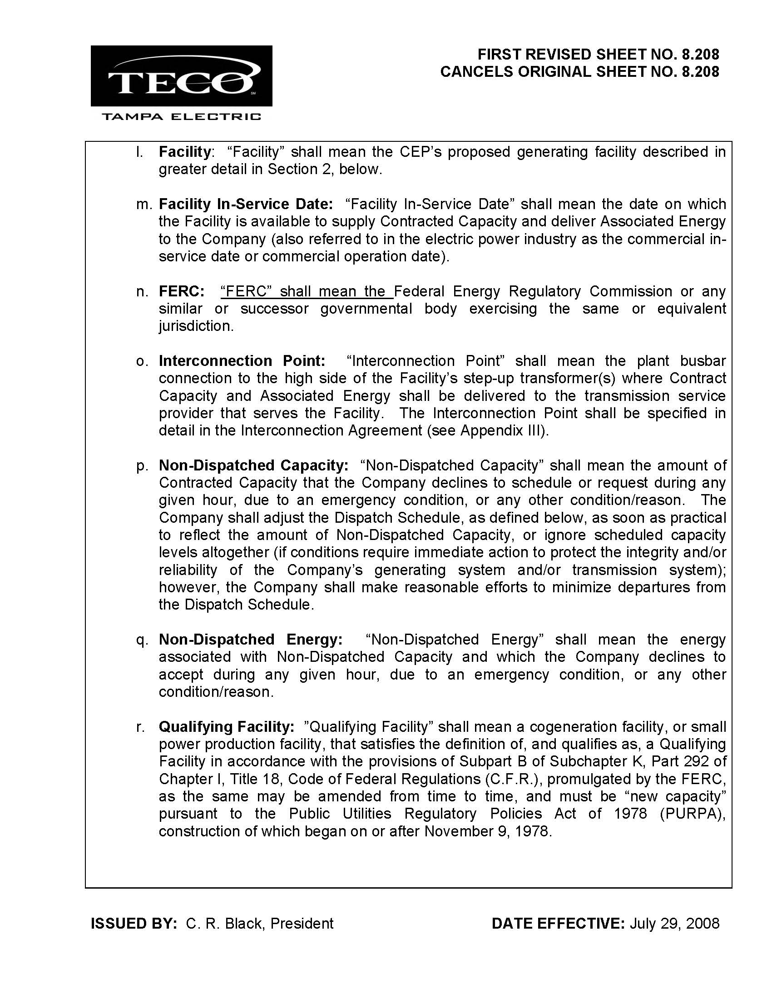 TECO
SM
TAMPA ELECTRIC
FIRST REVISED SHEET NO. 8.208
CANCELS ORIGINAL SHEET NO. 8.208
l. Facility: “Facility” shall mean the CEP’s proposed generating facility described in
greater detail in Section 2, below.
m. Facility In-Service Date: “Facility In-Service Date” shall mean the date on which
the Facility is available to supply Contracted Capacity and deliver Associated Energy
to the Company (also referred to in the electric power industry as the commercial in-
service date or commercial operation date).
n. FERC: “FERC” shall mean the Federal Energy Regulatory Commission or any
similar or successor governmental body exercising the same or equivalent
jurisdiction.
o. Interconnection Point: “Interconnection Point” shall mean the plant busbar
connection to the high side of the Facility’s step-up transformer(s) where Contract
Capacity and Associated Energy shall be delivered to the transmission service
provider that serves the Facility. The Interconnection Point shall be specified in
detail in the Interconnection Agreement (see Appendix III).
p. Non-Dispatched Capacity: “Non-Dispatched Capacity” shall mean the amount of
Contracted Capacity that the Company declines to schedule or request during any
given hour, due to an emergency condition, or any other condition/reason. The
Company shall adjust the Dispatch Schedule, as defined below, as soon as practical
to reflect the amount of Non-Dispatched Capacity, or ignore scheduled capacity
levels altogether (if conditions require immediate action to protect the integrity and/or
reliability of the Company’s generating system and/or transmission system);
however, the Company shall make reasonable efforts to minimize departures from
the Dispatch Schedule.
q. Non-Dispatched Energy: “Non-Dispatched Energy” shall mean the energy
associated with Non-Dispatched Capacity and which the Company declines to
accept during any given hour, due to an emergency condition, or any other
condition/reason.
r. Qualifying Facility: ”Qualifying Facility” shall mean a cogeneration facility, or small
power production facility, that satisfies the definition of, and qualifies as, a Qualifying
Facility in accordance with the provisions of Subpart B of Subchapter K, Part 292 of
Chapter I, Title 18, Code of Federal Regulations (C.F.R.), promulgated by the FERC,
as the same may be amended from time to time, and must be “new capacity”
pursuant to the Public Utilities Regulatory Policies Act of 1978 (PURPA),
construction of which began on or after November 9, 1978.
ISSUED BY: C. R. Black, President
DATE EFFECTIVE: July 29, 2008